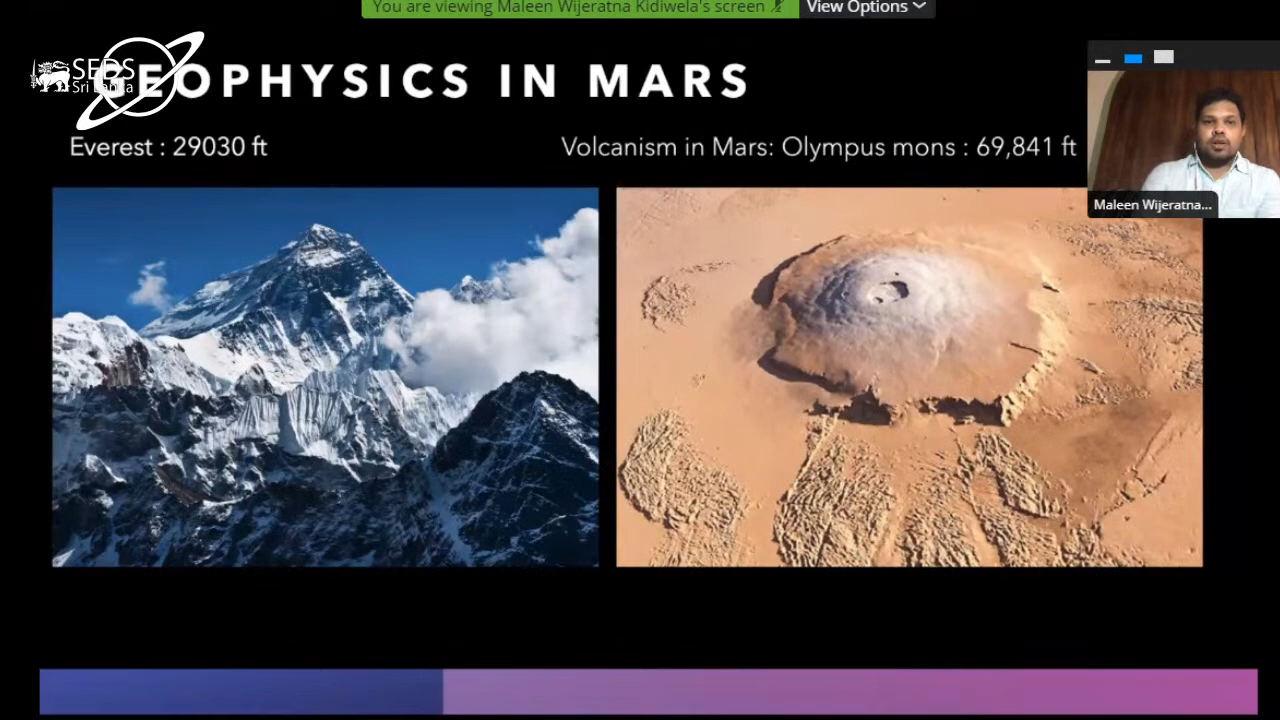 You are viewing Maleen Wijeratna Kidiwela's screen
View Options
SEDS
Sri Lanka
GEOPHYSICS IN MARS
Everest : 29030 ft
Volcanism in Mars: Olympus mons : 69,841 ft
Maleen Wijeratna...